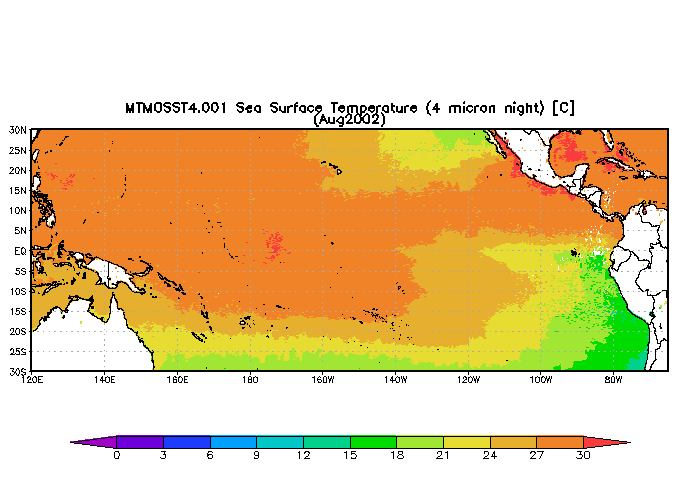 MTMOSST4.001 Sea Surface Temperature (4 micron night) [C]
(Aug2002)
30N
25N
20N
15N
10N
5N
EQ
5S
10S
15S
20S
25S
30S
120E 140E 160E 180 160W 140W 120W 100W 80W
0 3 6 9 12 15 18 21 24 27 30